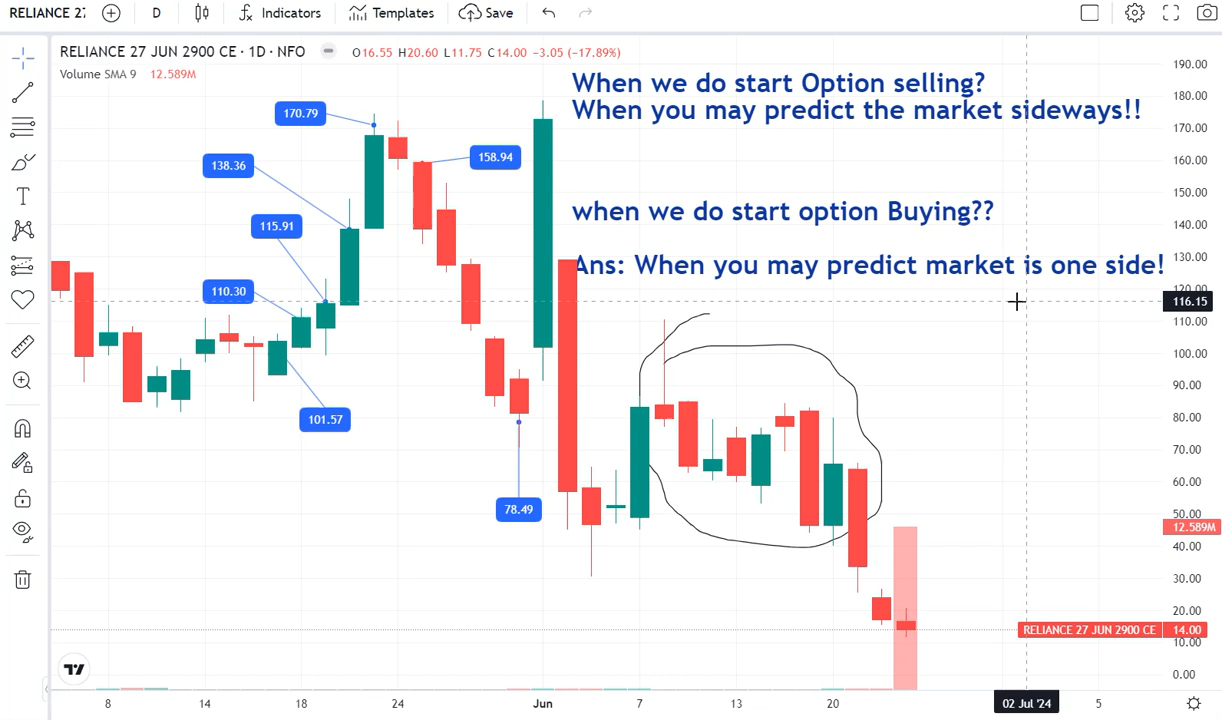 RELIANCE 27
D
Indicators
Templates
Save
RELIANCE 27 JUN 2900 CE · 1D · NFO
O16.55 H20.60 L11.75 C14.00 −3.05 (−17.89%)
Volume SMA 9 12.589M
When we do start Option selling?
When you may predict the market sideways!!
when we do start option Buying??
Ans: When you may predict market is one side!
170.79
138.36
158.94
115.91
110.30
101.57
78.49
190.00
180.00
170.00
160.00
150.00
140.00
130.00
120.00
116.15
110.00
100.00
90.00
80.00
70.00
60.00
50.00
12.589M
40.00
30.00
20.00
RELIANCE 27 JUN 2900 CE 14.00
10.00
0.00
8 14 18 24 Jun 7 13 20 02 Jul '24 5